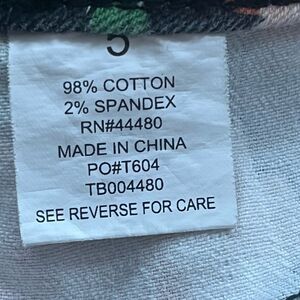 5
98% COTTON
2% SPANDEX
RN#44480
MADE IN CHINA
PO#T604
TB004480
SEE REVERSE FOR CARE